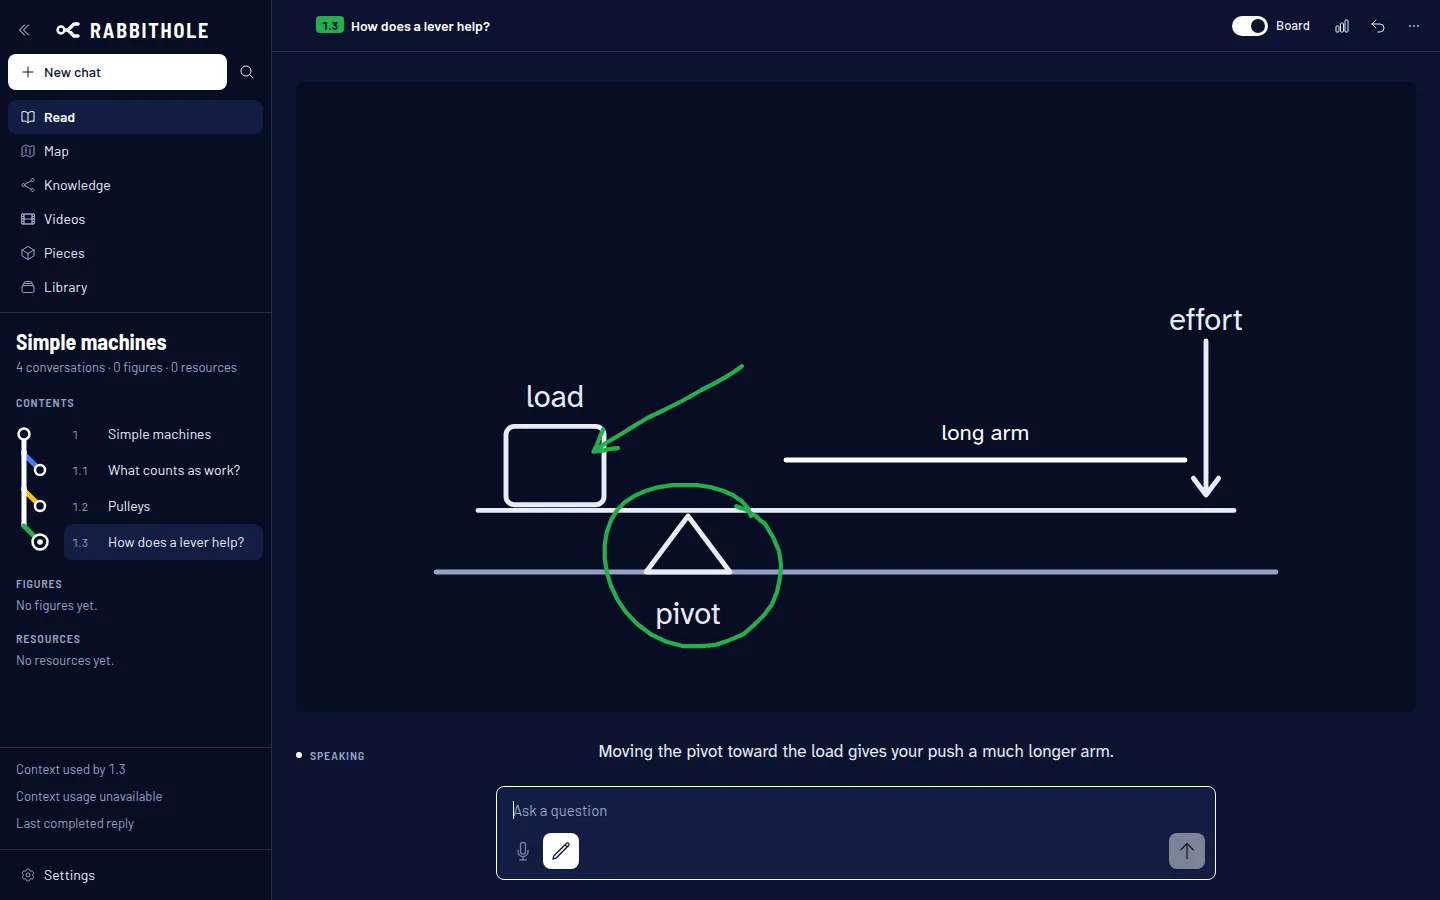 RABBITHOLE
New chat
Read
Map
Knowledge
Videos
Pieces
Library
Simple machines
4 conversations · 0 figures · 0 resources
CONTENTS
1 Simple machines
1.1 What counts as work?
1.2 Pulleys
1.3 How does a lever help?
FIGURES
No figures yet.
RESOURCES
No resources yet.
Context used by 1.3
Context usage unavailable
Last completed reply
Settings
1.3 How does a lever help?
Board
effort
load
long arm
pivot
SPEAKING
Moving the pivot toward the load gives your push a much longer arm.
Ask a question